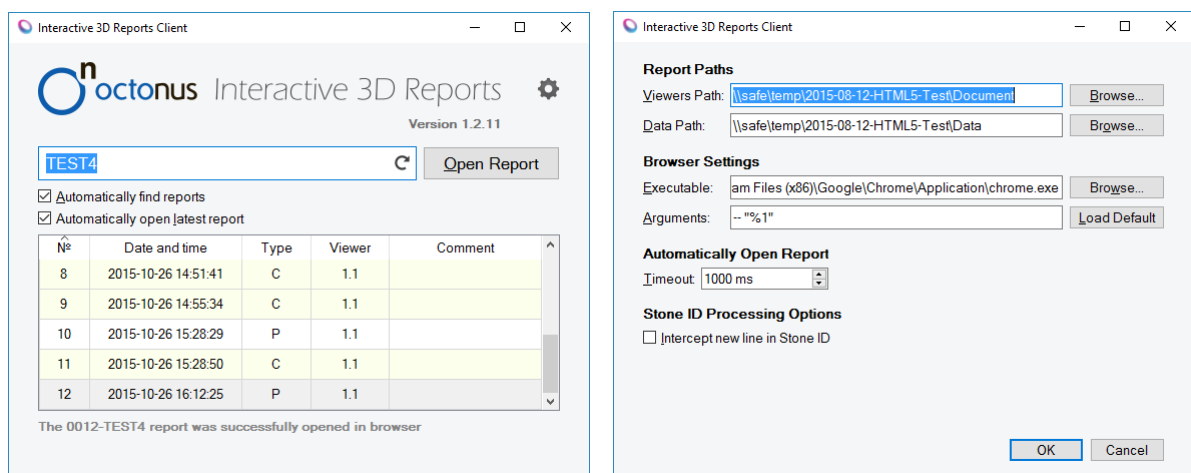 Interactive 3D Reports Client
octonus Interactive 3D Reports
Version 1.2.11
TEST4 Open Report
Automatically find reports
Automatically open latest report
№ Date and time Type Viewer Comment
8 2015-10-26 14:51:41 C 1.1
9 2015-10-26 14:55:34 C 1.1
10 2015-10-26 15:28:29 P 1.1
11 2015-10-26 15:28:50 C 1.1
12 2015-10-26 16:12:25 P 1.1
The 0012-TEST4 report was successfully opened in browser
Interactive 3D Reports Client
Report Paths
Viewers Path: \\safe\temp\2015-08-12-HTML5-Test\Document Browse...
Data Path: \\safe\temp\2015-08-12-HTML5-Test\Data Browse...
Browser Settings
Executable: am Files (x86)\Google\Chrome\Application\chrome.exe Browse...
Arguments: -- "%1" Load Default
Automatically Open Report
Timeout: 1000 ms
Stone ID Processing Options
Intercept new line in Stone ID
OK Cancel